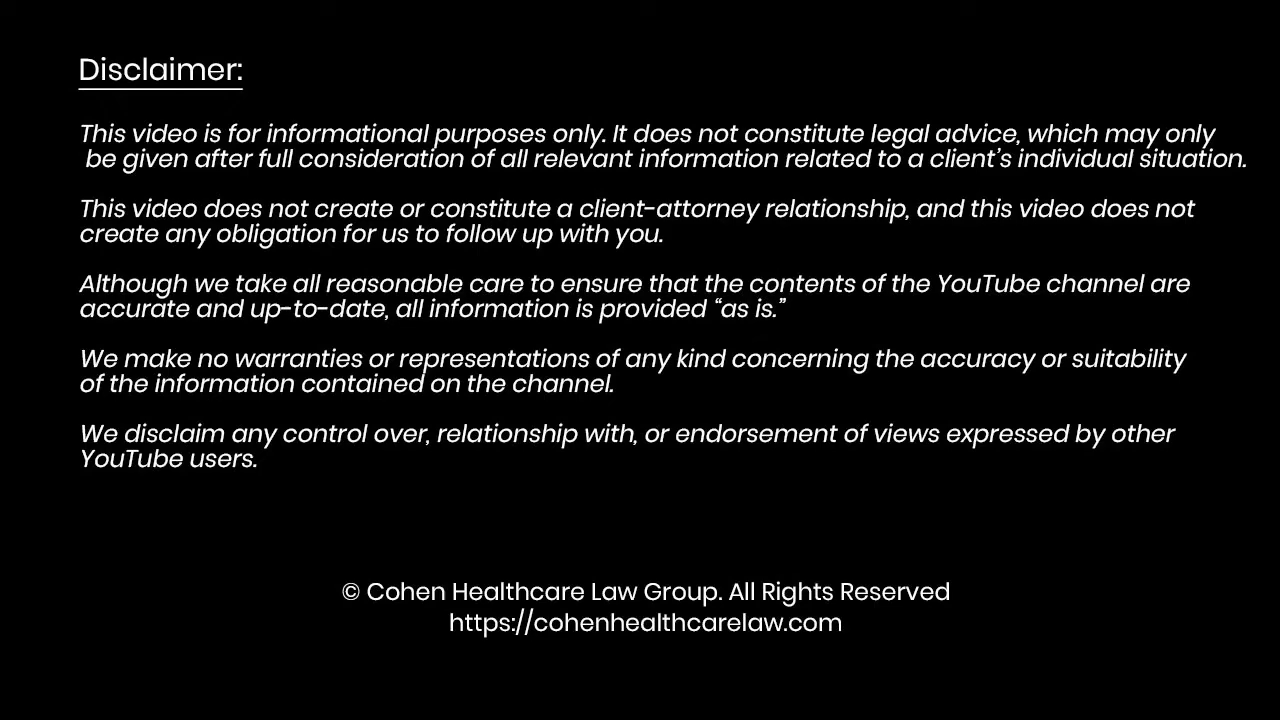 Disclaimer:
This video is for informational purposes only. It does not constitute legal advice, which may only
be given after full consideration of all relevant information related to a client’s individual situation.
This video does not create or constitute a client-attorney relationship, and this video does not
create any obligation for us to follow up with you.
Although we take all reasonable care to ensure that the contents of the YouTube channel are
accurate and up-to-date, all information is provided “as is.”
We make no warranties or representations of any kind concerning the accuracy or suitability
of the information contained on the channel.
We disclaim any control over, relationship with, or endorsement of views expressed by other
YouTube users.
© Cohen Healthcare Law Group. All Rights Reserved
https://cohenhealthcarelaw.com